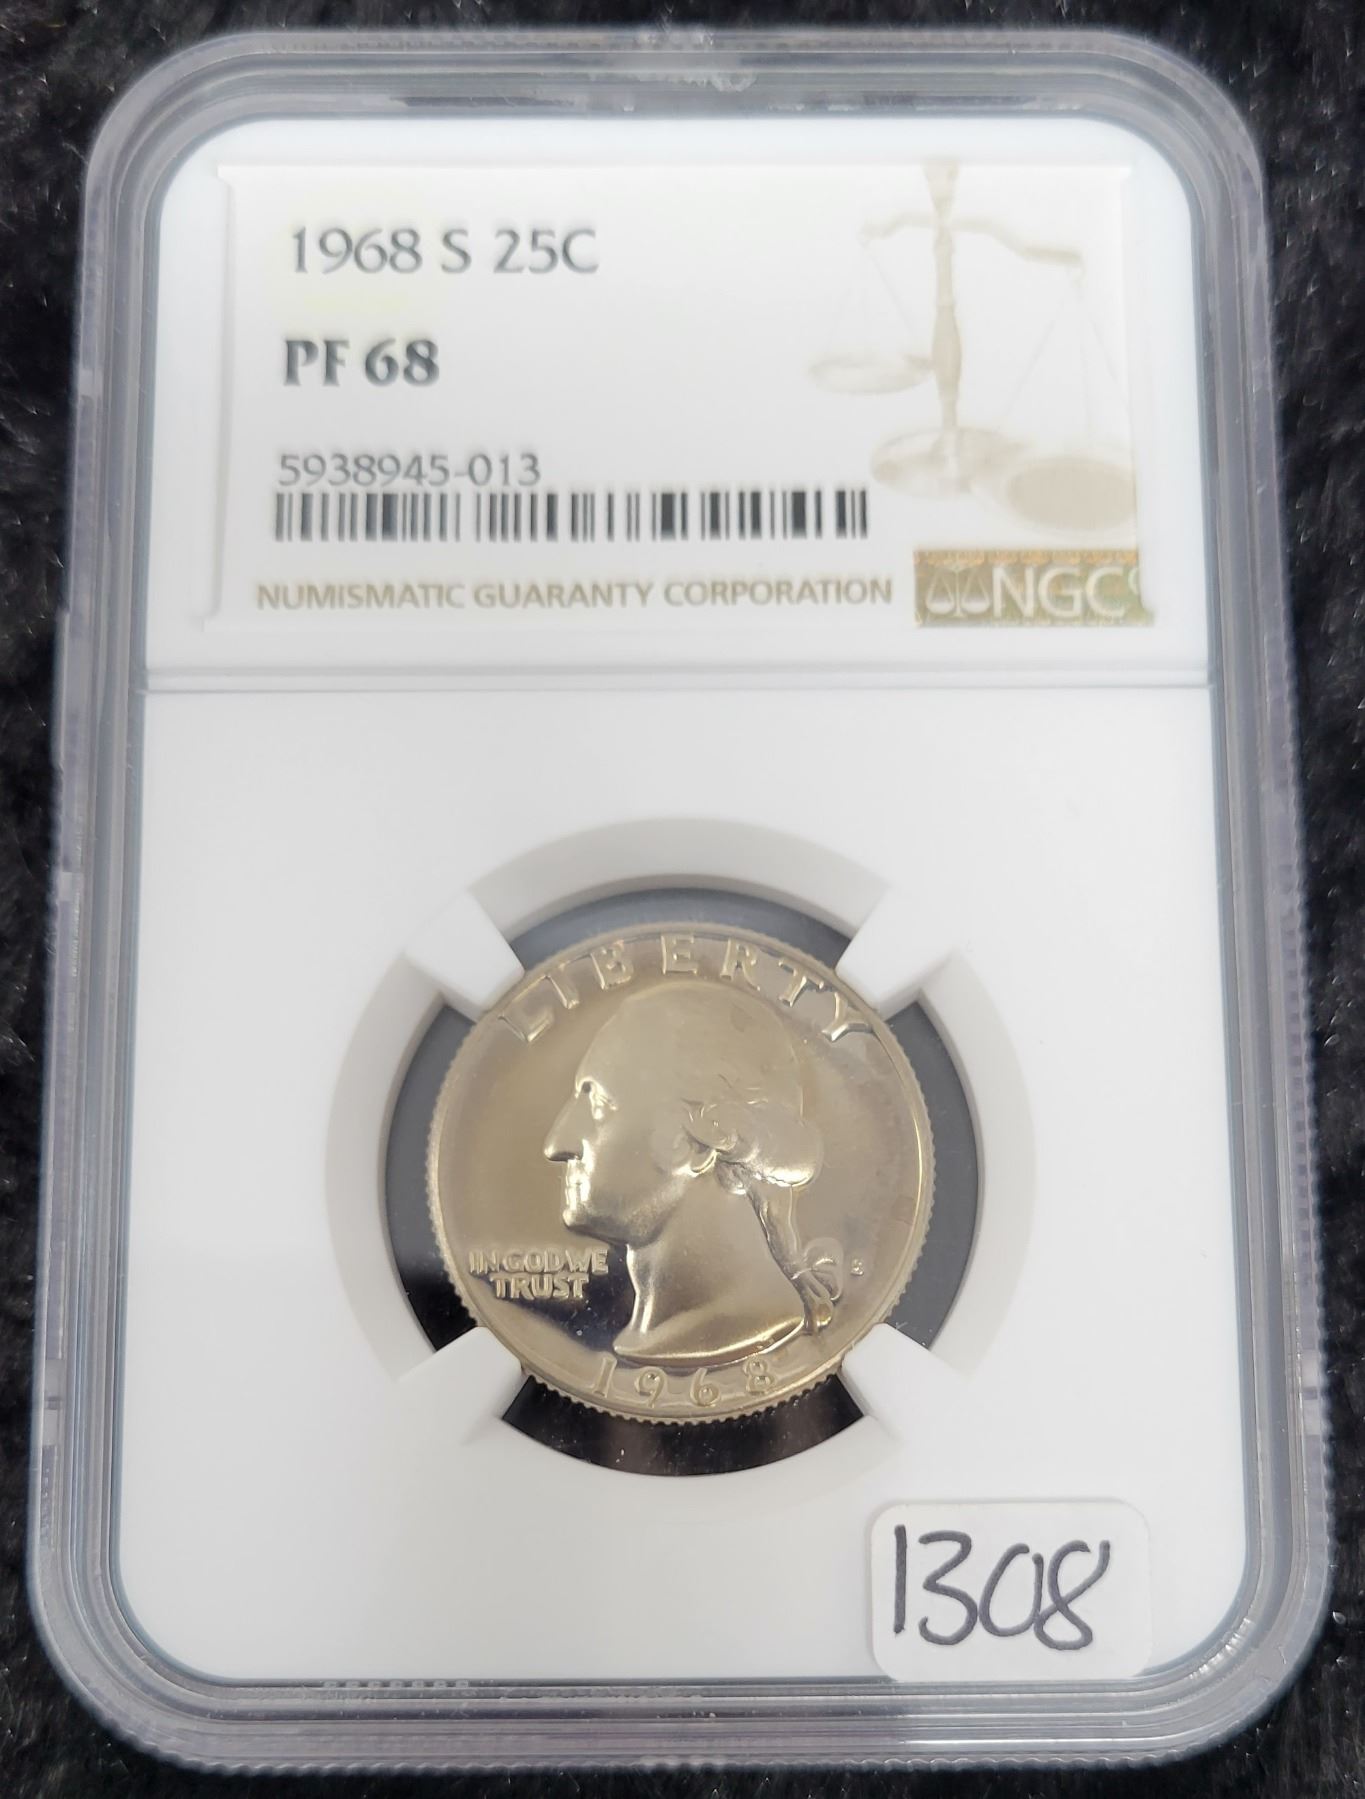 1968 S 25C
PF 68
5938945-013
NUMISMATIC GUARANTY CORPORATION
NGC
LIBERTY
IN GOD WE
TRUST
S
1968
1308